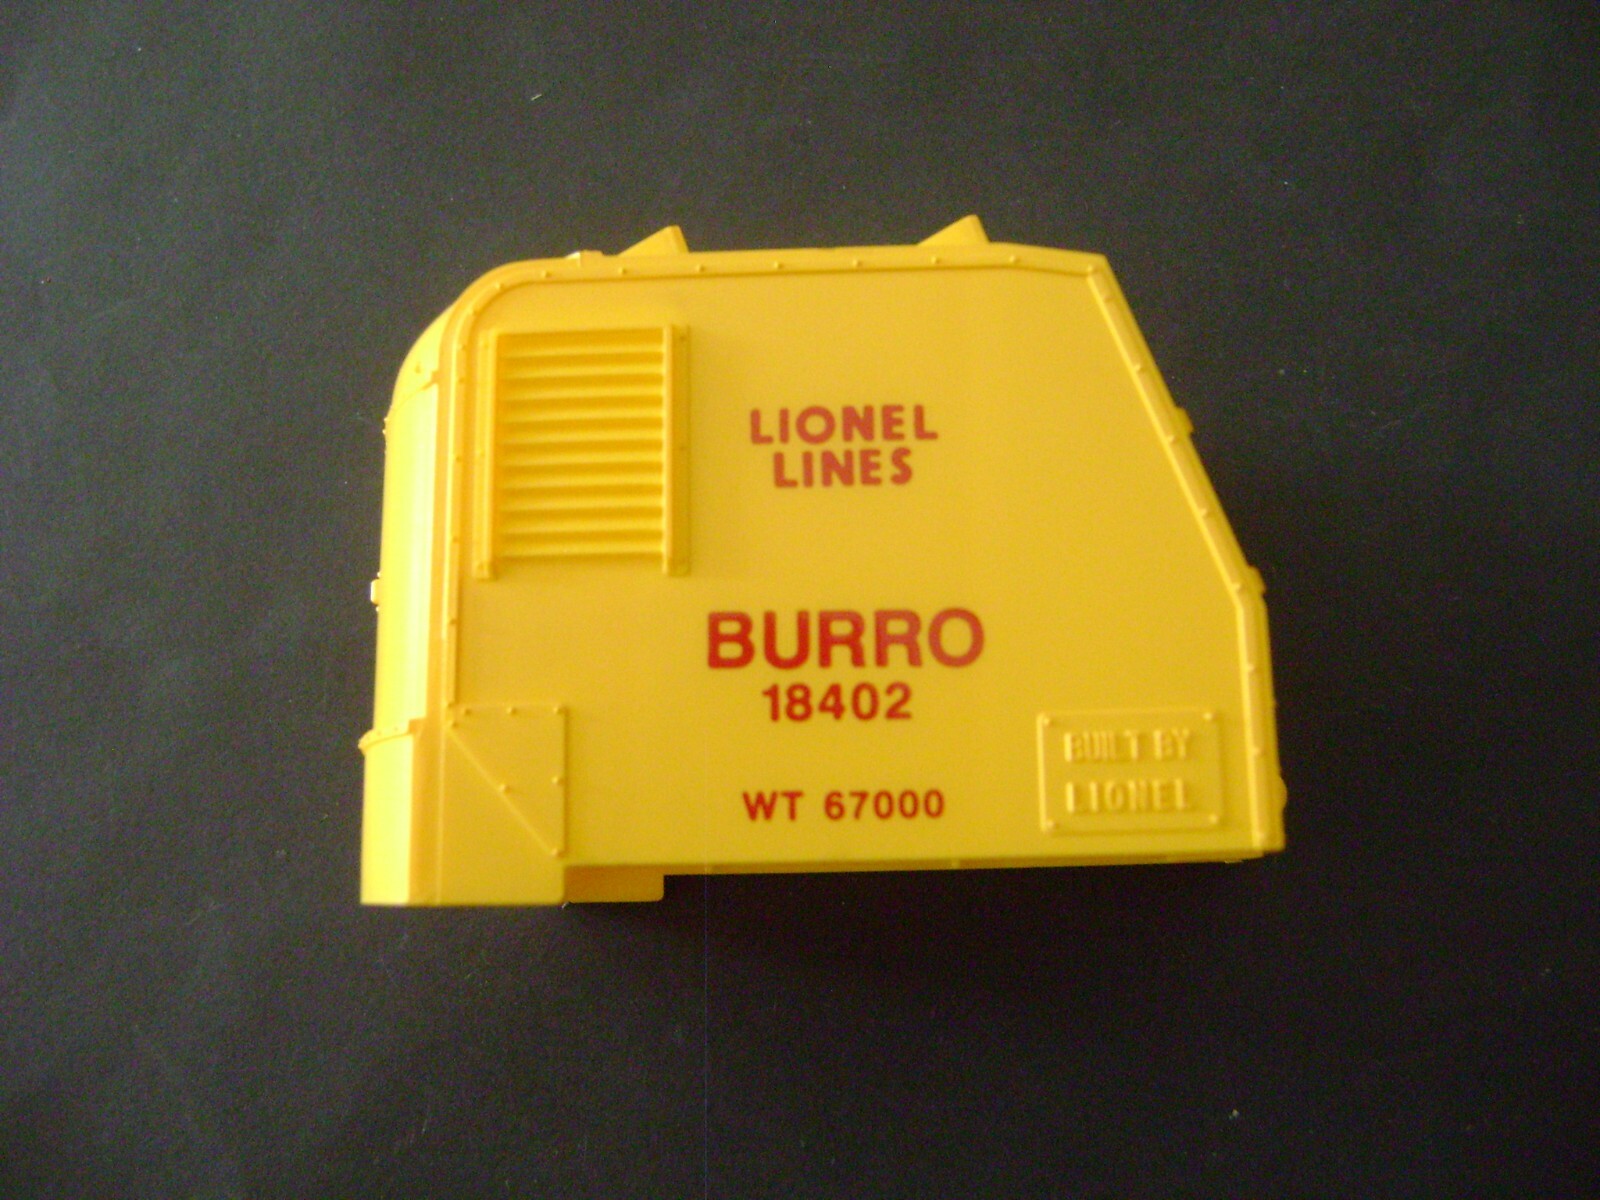 LIONEL
LINES
BURRO
18402
WT 67000
BUILT BY
LIONEL